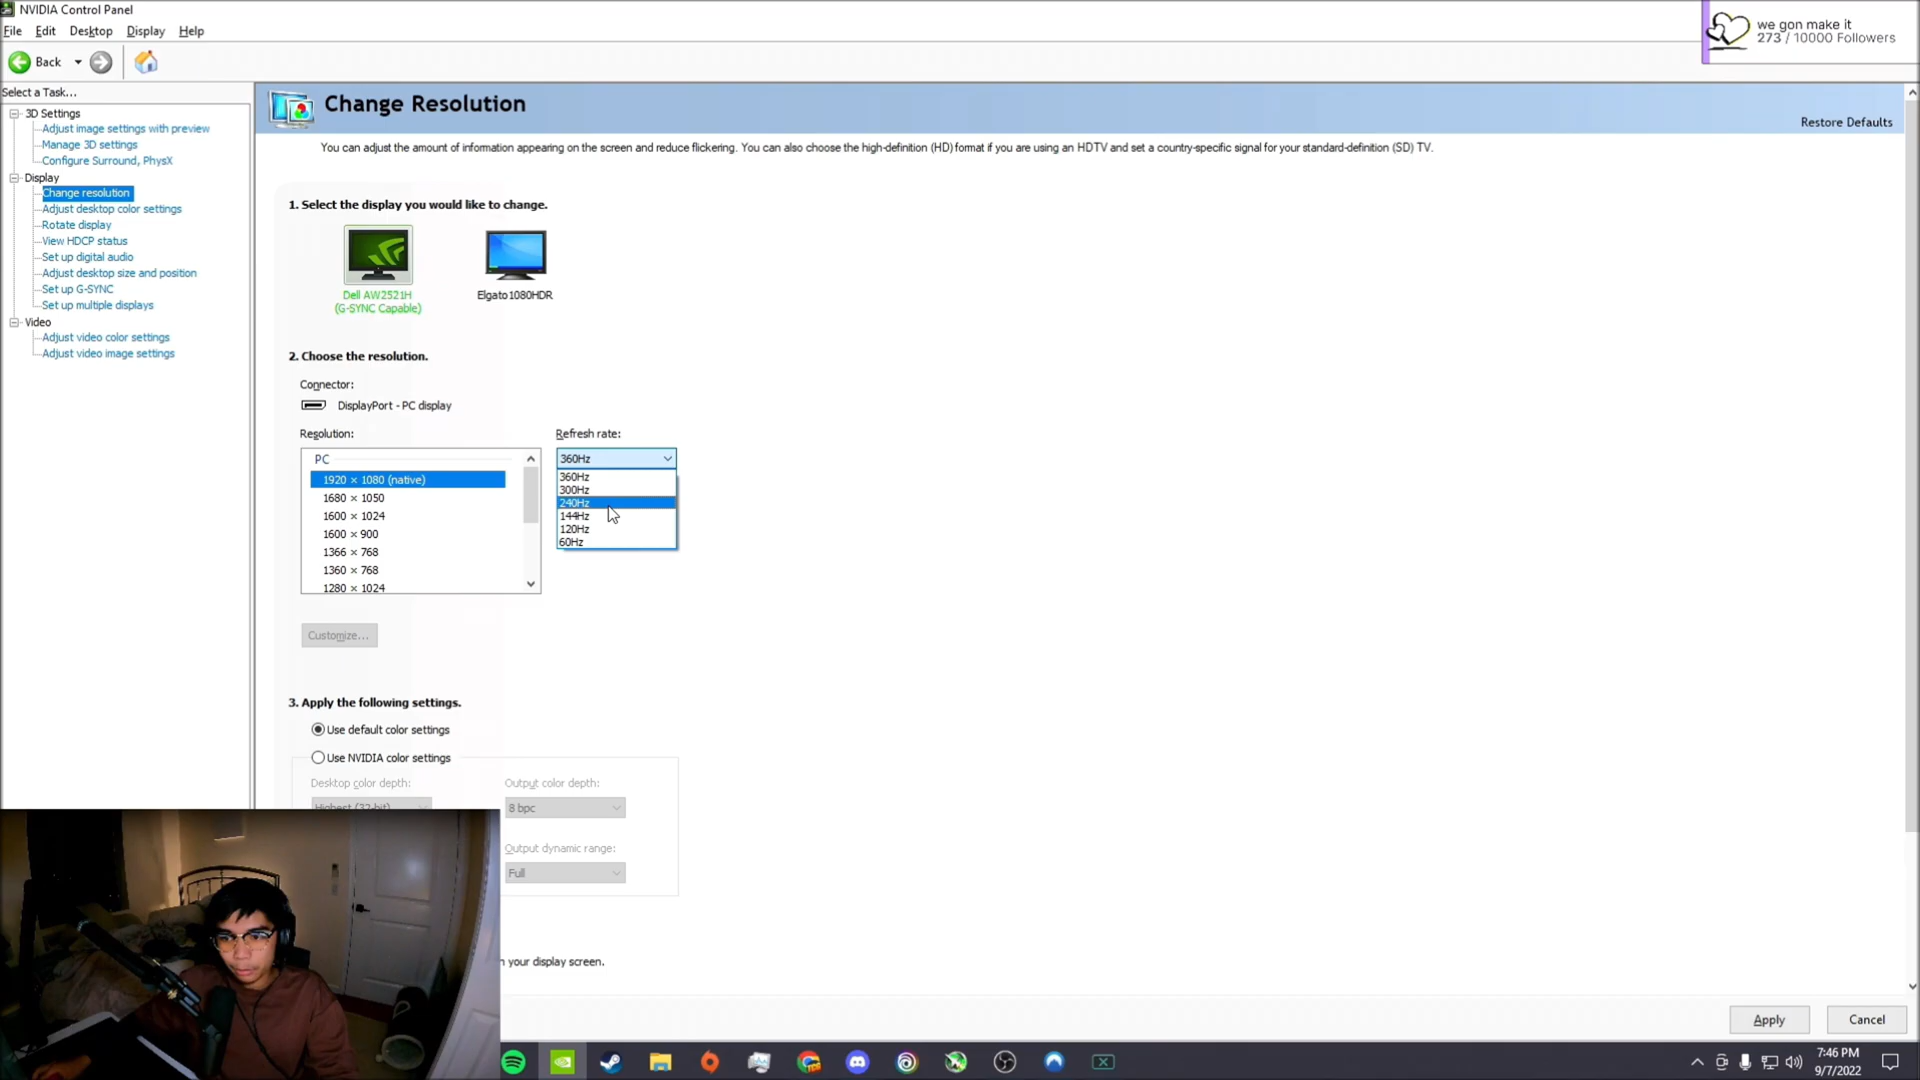 NVIDIA Control Panel
File Edit Desktop Display Help
we gon make it
273 / 10000 Followers
Back
Select a Task...
3D Settings
Adjust image settings with preview
Manage 3D settings
Configure Surround, PhysX
Display
Change resolution
Adjust desktop color settings
Rotate display
View HDCP status
Set up digital audio
Adjust desktop size and position
Set up G-SYNC
Set up multiple displays
Video
Adjust video color settings
Adjust video image settings
Change Resolution
Restore Defaults
You can adjust the amount of information appearing on the screen and reduce flickering. You can also choose the high-definition (HD) format if you are using an HDTV and set a country-specific signal for your standard-definition (SD) TV.
1. Select the display you would like to change.
Dell AW2521H
(G-SYNC Capable)
Elgato 1080HDR
2. Choose the resolution.
Connector:
DisplayPort - PC display
Resolution:
PC
1920 × 1080 (native)
1680 × 1050
1600 × 1024
1600 × 900
1366 × 768
1360 × 768
1280 × 1024
Refresh rate:
360Hz
360Hz
300Hz
240Hz
144Hz
120Hz
60Hz
Customize...
3. Apply the following settings.
Use default color settings
Use NVIDIA color settings
Desktop color depth:
Highest (32-bit)
Output color depth:
8 bpc
Output dynamic range:
Full
n your display screen.
Apply
Cancel
7:46 PM
9/7/2022